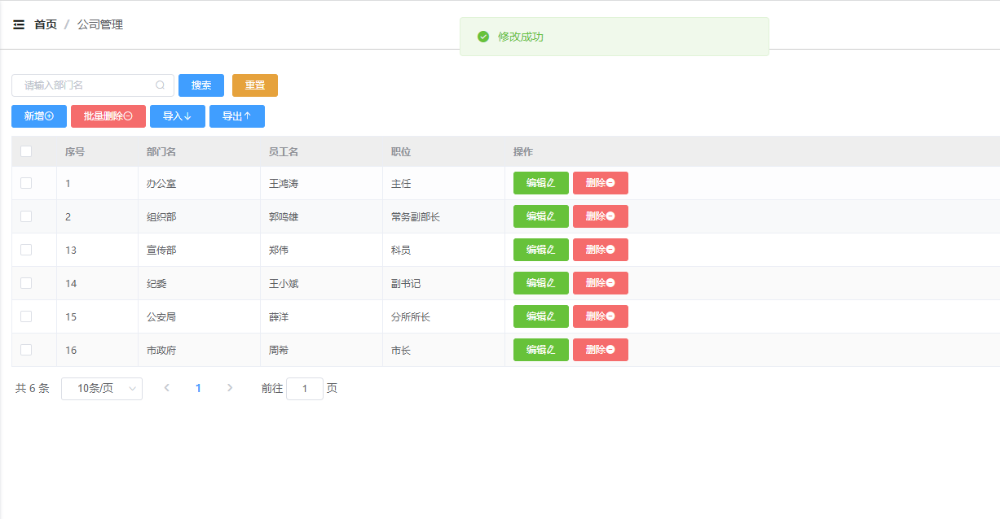 首页 / 公司管理
修改成功
请输入部门名 搜索 重置
新增 批量删除 导入 导出
序号 部门名 员工名 职位 操作
1 办公室 王鸿涛 主任 编辑 删除
2 组织部 郭鸣雄 常务副部长 编辑 删除
13 宣传部 郑伟 科员 编辑 删除
14 纪委 王小斌 副书记 编辑 删除
15 公安局 薛洋 分所所长 编辑 删除
16 市政府 周希 市长 编辑 删除
共 6 条 10条/页 1 前往 1 页